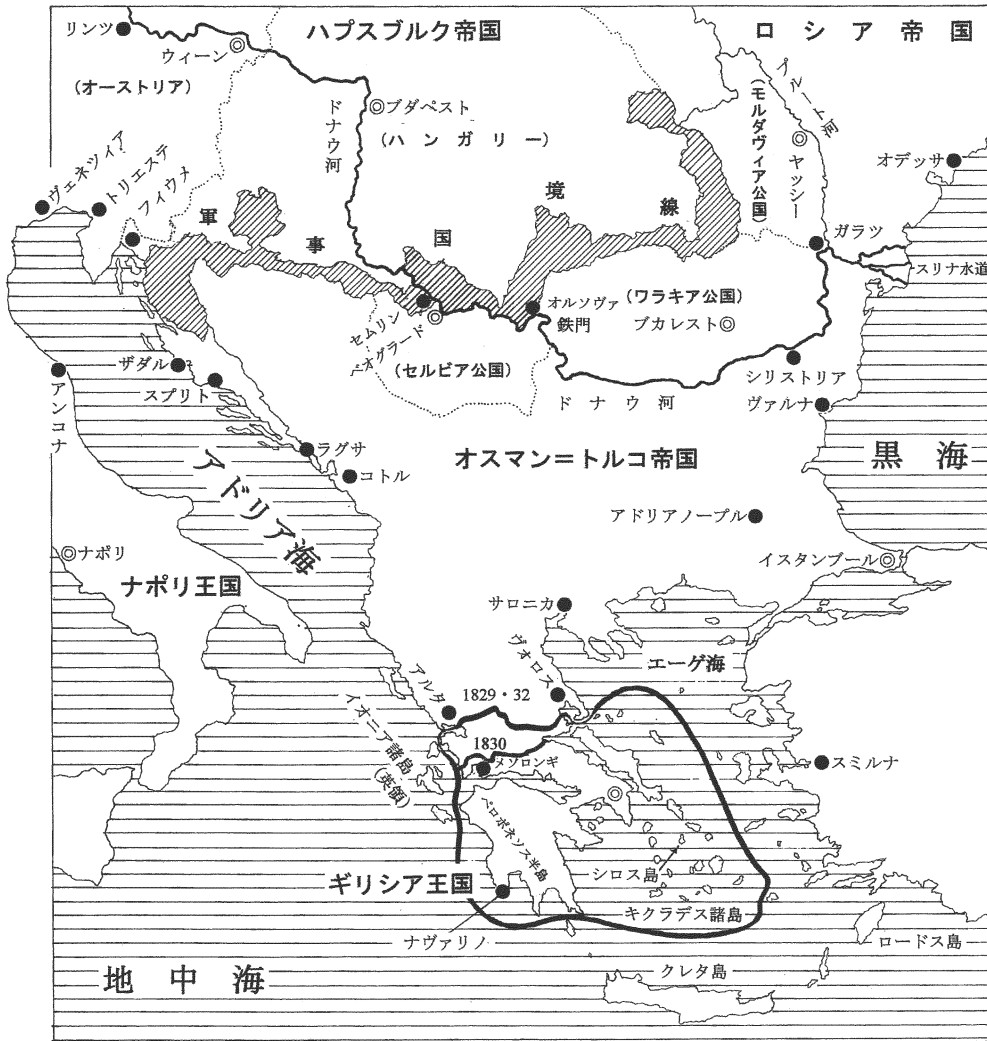 リンツ
ハプスブルク帝国
ロシア帝国
ウィーン
(オーストリア)
ドナウ河
ブダペスト
(ハンガリー)
プルート河
(モルダヴィア公国)
ヤッシー
オデッサ
ヴェネツィア
トリエステ
フィウメ
軍事国境線
ガラツ
スリナ水道
オルソヴァ
鉄門
(ワラキア公国)
ブカレスト
セムリン
ベオグラード
(セルビア公国)
シリストリア
ヴァルナ
ドナウ河
ザダル
スプリト
アンコナ
ラグサ
コトル
オスマン=トルコ帝国
黒海
アドリア海
アドリアノープル
イスタンブール
ナポリ
ナポリ王国
サロニカ
ヴォロス
エーゲ海
アルタ
1829・32
1830
メソロンギ
イオニア諸島
(英領)
スミルナ
ペロポネソス半島
シロス島
ギリシア王国
キクラデス諸島
ナヴァリノ
ロードス島
クレタ島
地中海